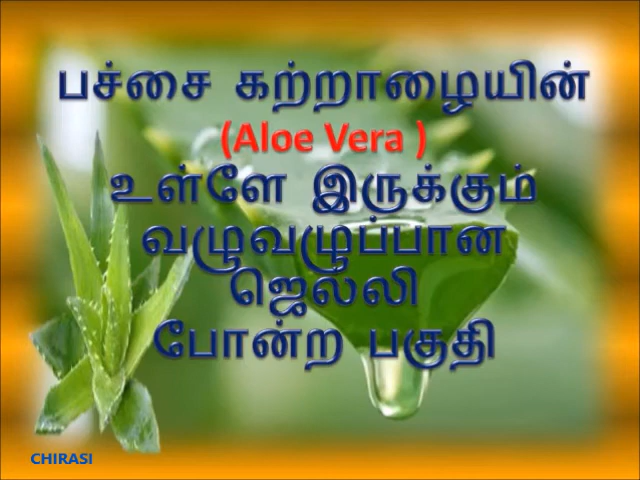 பச்சை கற்றாழையின்
(Aloe Vera )
உள்ளே இருக்கும்
வழுவழுப்பான
ஜெல்லி
போன்ற பகுதி
CHIRASI